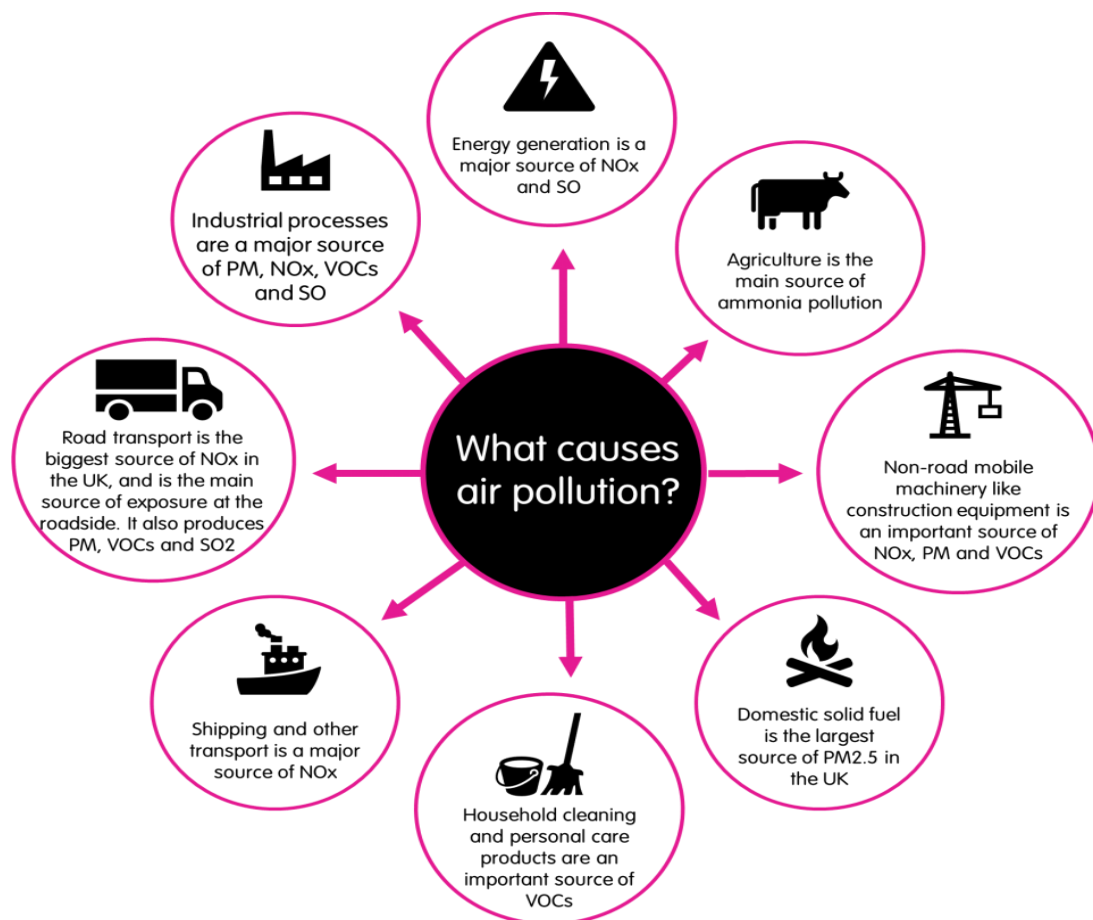 What causes
air pollution?
Energy generation is a
major source of NOx
and SO
Agriculture is the
main source of
ammonia pollution
Non-road mobile
machinery like
construction equipment is
an important source of
NOx, PM and VOCs
Domestic solid fuel
is the largest
source of PM2.5 in
the UK
Household cleaning
and personal care
products are an
important source of
VOCs
Shipping and other
transport is a major
source of NOx
Road transport is the
biggest source of NOx in
the UK, and is the main
source of exposure at the
roadside. It also produces
PM, VOCs and SO2
Industrial processes
are a major source
of PM, NOx, VOCs
and SO